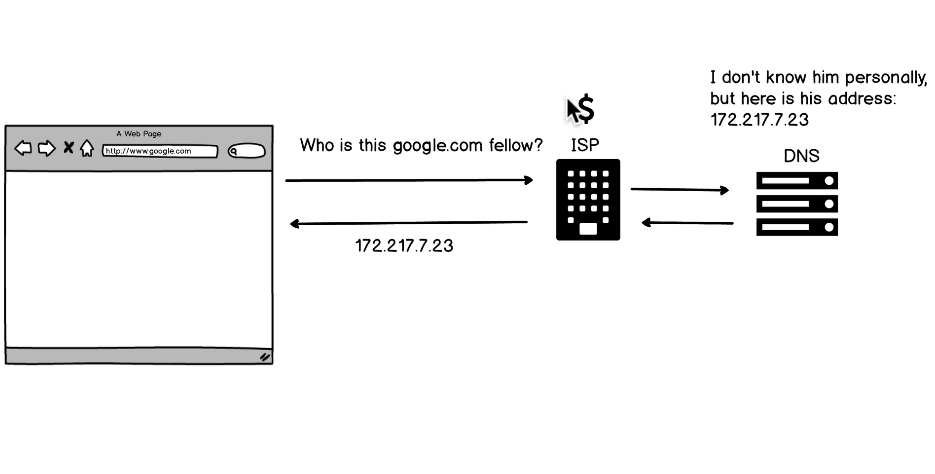 A Web Page
http://www.google.com
Who is this google.com fellow?
172.217.7.23
$
ISP
I don't know him personally,
but here is his address:
172.217.7.23
DNS